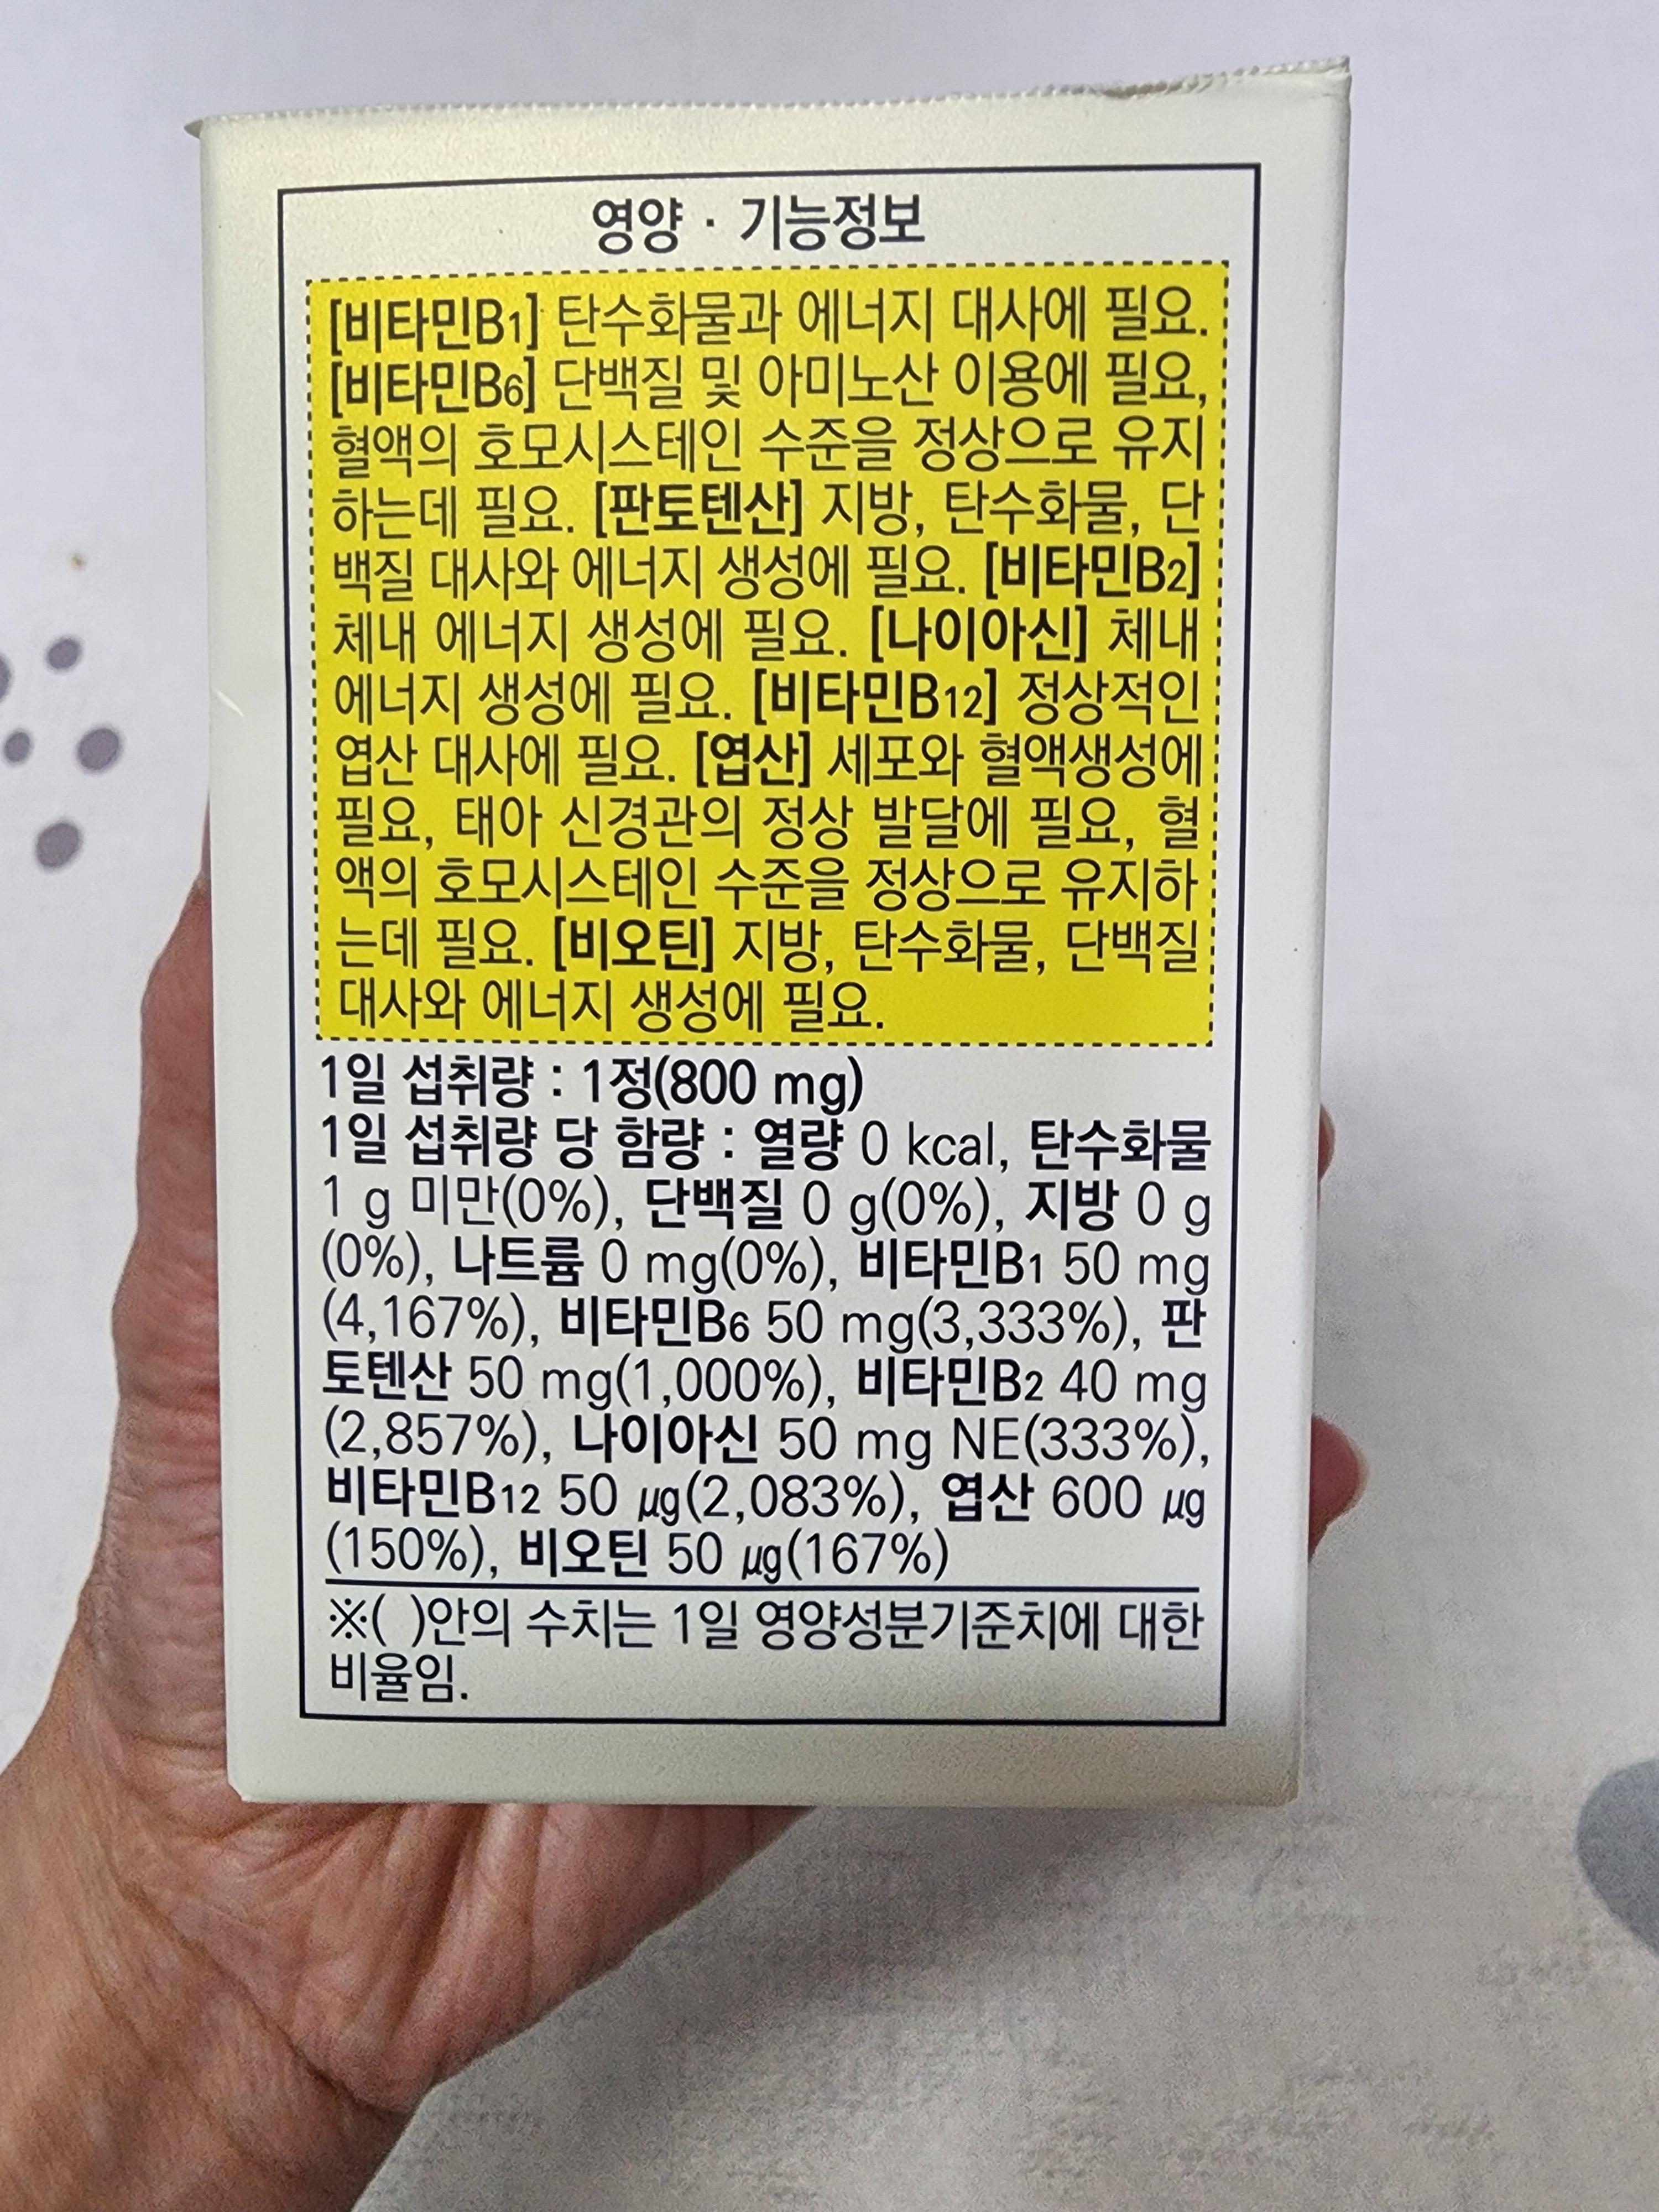 영양 · 기능정보
[비타민B1] 탄수화물과 에너지 대사에 필요.
[비타민B6] 단백질 및 아미노산 이용에 필요,
혈액의 호모시스테인 수준을 정상으로 유지
하는데 필요. [판토텐산] 지방, 탄수화물, 단
백질 대사와 에너지 생성에 필요. [비타민B2]
체내 에너지 생성에 필요. [나이아신] 체내
에너지 생성에 필요. [비타민B12] 정상적인
엽산 대사에 필요. [엽산] 세포와 혈액생성에
필요, 태아 신경관의 정상 발달에 필요, 혈
액의 호모시스테인 수준을 정상으로 유지하
는데 필요. [비오틴] 지방, 탄수화물, 단백질
대사와 에너지 생성에 필요.
1일 섭취량 : 1정(800 mg)
1일 섭취량 당 함량 : 열량 0 kcal, 탄수화물
1 g 미만(0%), 단백질 0 g(0%), 지방 0 g
(0%), 나트륨 0 mg(0%), 비타민B1 50 mg
(4,167%), 비타민B6 50 mg(3,333%), 판
토텐산 50 mg(1,000%), 비타민B2 40 mg
(2,857%), 나이아신 50 mg NE(333%),
비타민B12 50 μg(2,083%), 엽산 600 μg
(150%), 비오틴 50 μg(167%)
※( )안의 수치는 1일 영양성분기준치에 대한
비율임.